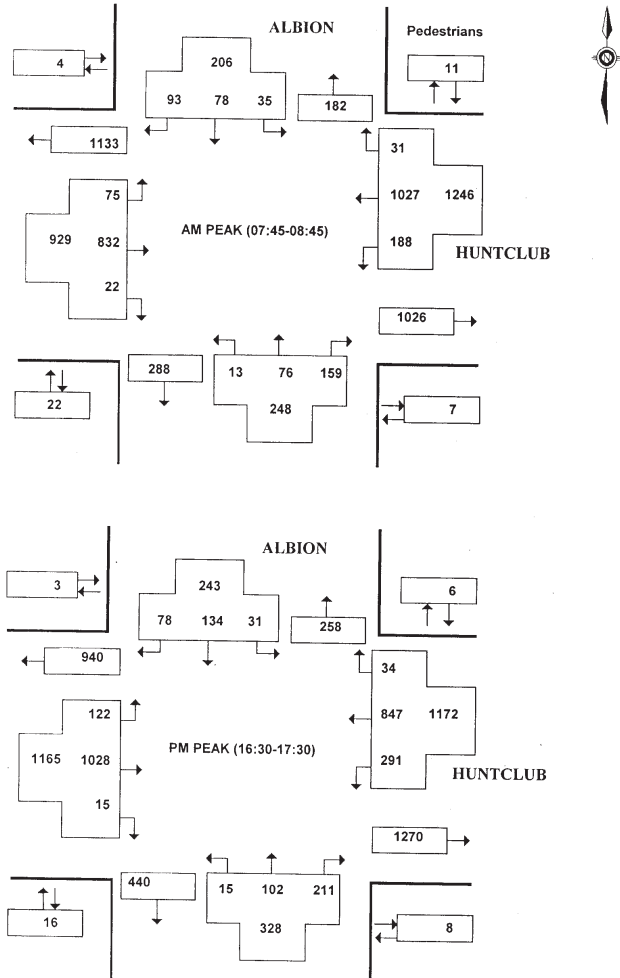 ALBION
Pedestrians
4
206
11
N
93 78 35
182
1133
31
75
1027 1246
929 832
AM PEAK (07:45-08:45)
188
HUNTCLUB
22
1026
288
13 76 159
22
248
7
ALBION
3
243
6
78 134 31
258
940
34
122
847 1172
1165 1028
PM PEAK (16:30-17:30)
291
HUNTCLUB
15
1270
440
15 102 211
16
328
8